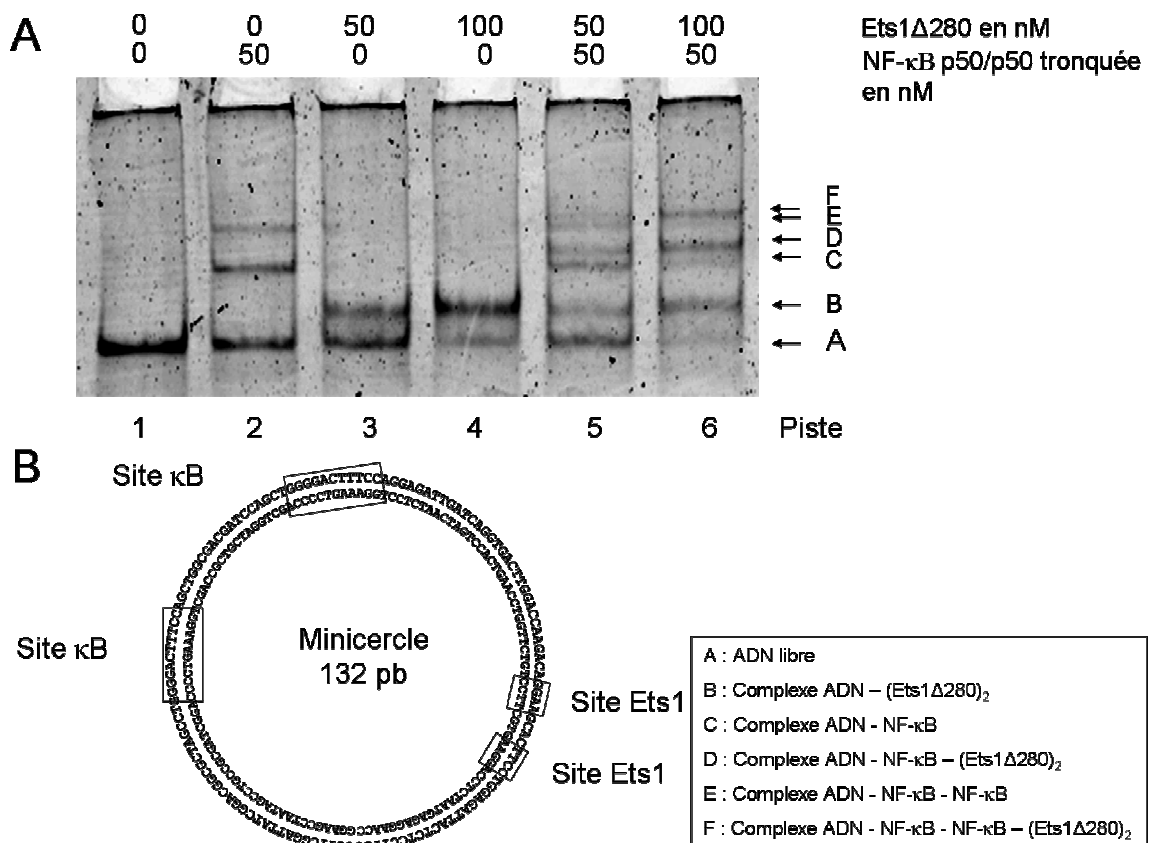 A
0 0 50 100 50 100 Ets1Δ280 en nM
0 50 0 0 50 50 NF-κB p50/p50 tronquée
en nM
F
E
D
C
B
A
1 2 3 4 5 6 Piste
B
Site κB
Site κB
Minicercle
132 pb
Site Ets1
Site Ets1
A : ADN libre
B : Complexe ADN – (Ets1Δ280)₂
C : Complexe ADN - NF-κB
D : Complexe ADN - NF-κB – (Ets1Δ280)₂
E : Complexe ADN - NF-κB - NF-κB
F : Complexe ADN - NF-κB - NF-κB – (Ets1Δ280)₂